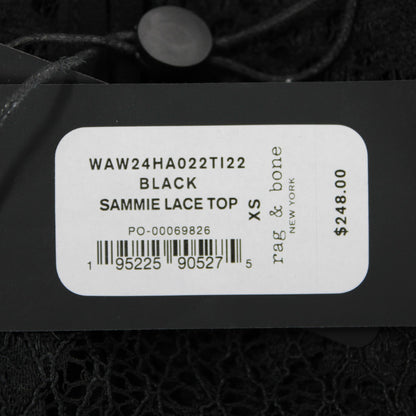 WAW24HA022TI22
BLACK
SAMMIE LACE TOP
PO-00069826
1 95225 90527 5
XS
rag & bone
NEW YORK
$248.00